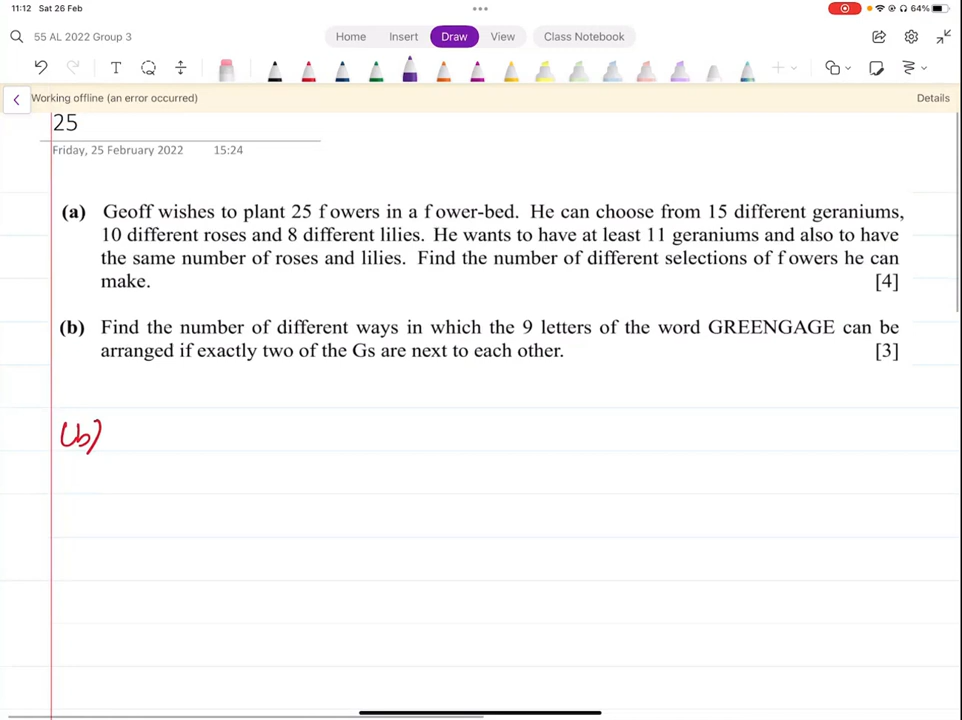 11:12 Sat 26 Feb
64%
55 AL 2022 Group 3
Home Insert Draw View Class Notebook
Working offline (an error occurred) Details
25
Friday, 25 February 2022 15:24
(a) Geoff wishes to plant 25 f owers in a f ower-bed. He can choose from 15 different geraniums,
10 different roses and 8 different lilies. He wants to have at least 11 geraniums and also to have
the same number of roses and lilies. Find the number of different selections of f owers he can
make. [4]
(b) Find the number of different ways in which the 9 letters of the word GREENGAGE can be
arranged if exactly two of the Gs are next to each other. [3]
(b)